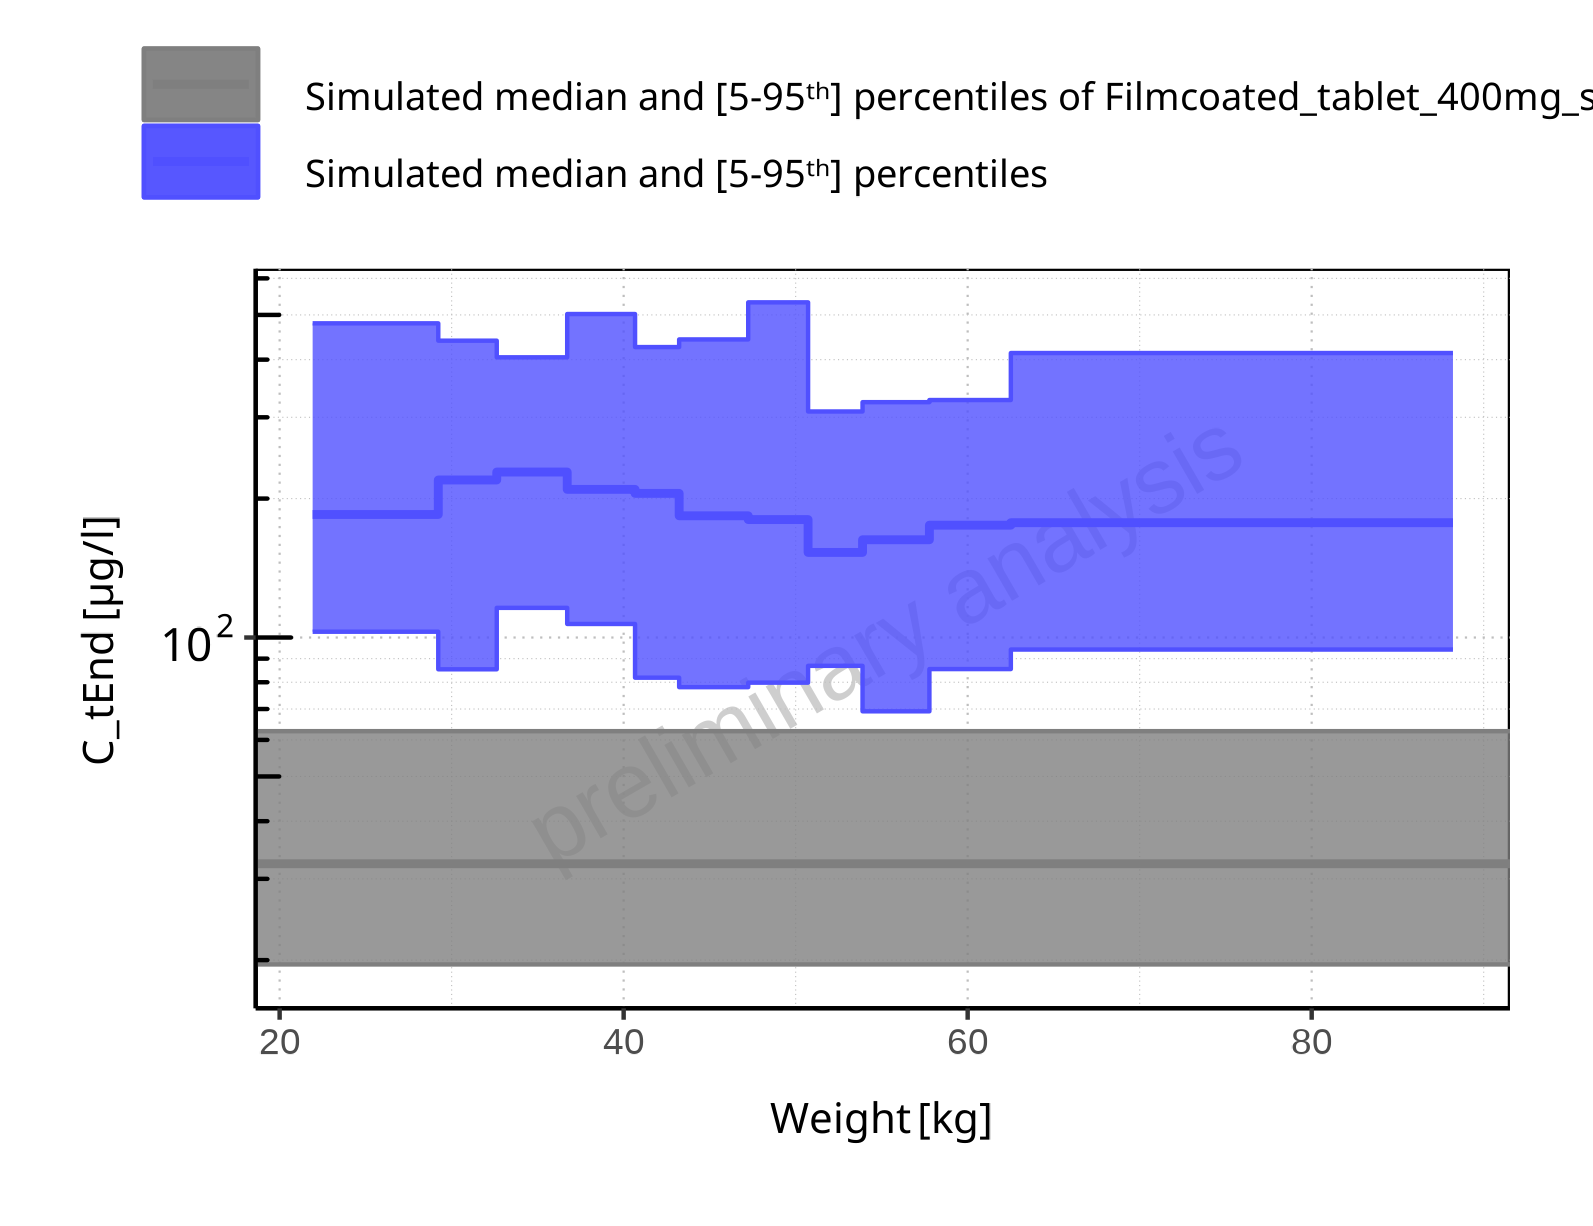 Simulated median and [5-95th] percentiles of Filmcoated_tablet_400mg_s
Simulated median and [5-95th] percentiles
C_tEnd [µg/l]
10²
preliminary analysis
20 40 60 80
Weight [kg]